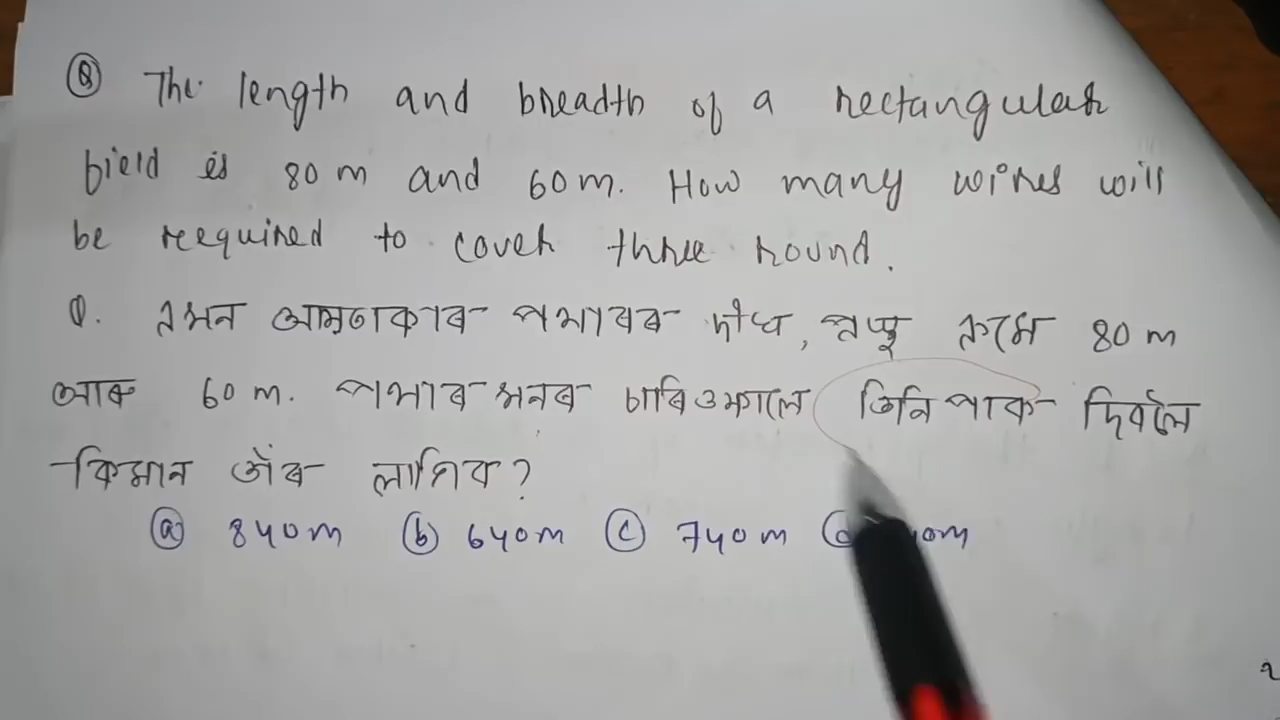 Q The length and breadth of a rectangular
field is 80 m and 60 m. How many wires will
be reequired to cover three round.
Q. এখন আয়তাকাৰ পথাৰৰ দীঘ, প্ৰস্থ ক্ৰমে 80 m
আৰু 60 m. পথাৰ খনৰ চাৰিওফালে তিনি পাক দিবলৈ
কিমান তাঁৰ লাগিব?
(a) 840m (b) 640m (c) 740m